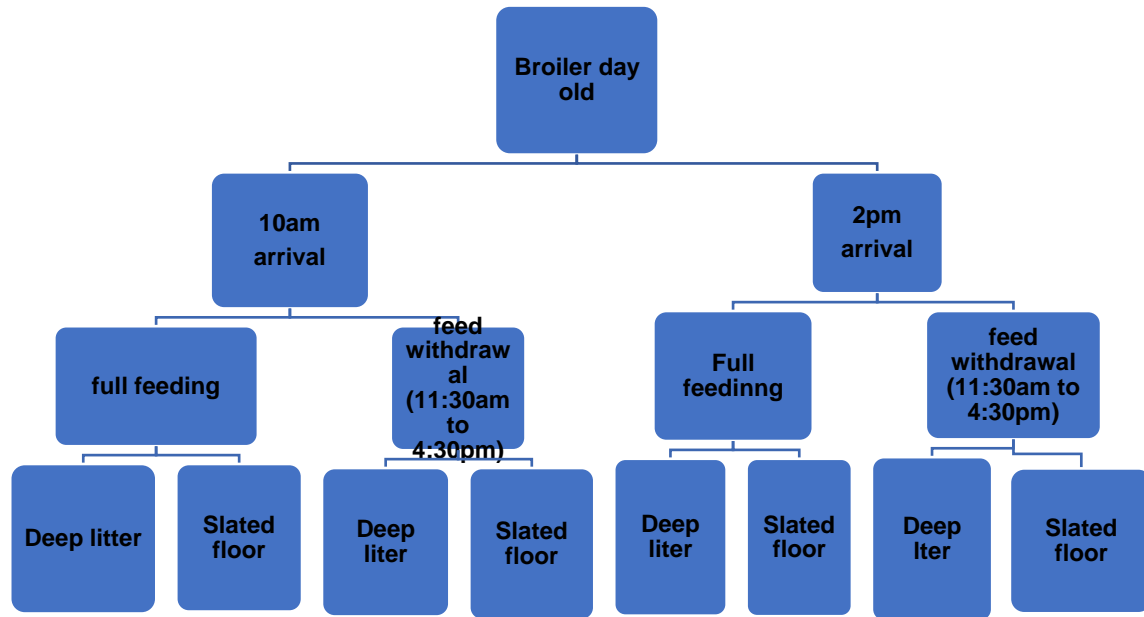 Broiler day
old
10am
arrival
2pm
arrival
full feeding
feed
withdraw
al
(11:30am
to
4:30pm)
Full
feedinng
feed
withdrawal
(11:30am to
4:30pm)
Deep litter
Slated
floor
Deep
liter
Slated
floor
Deep
liter
Slated
floor
Deep
lter
Slated
floor